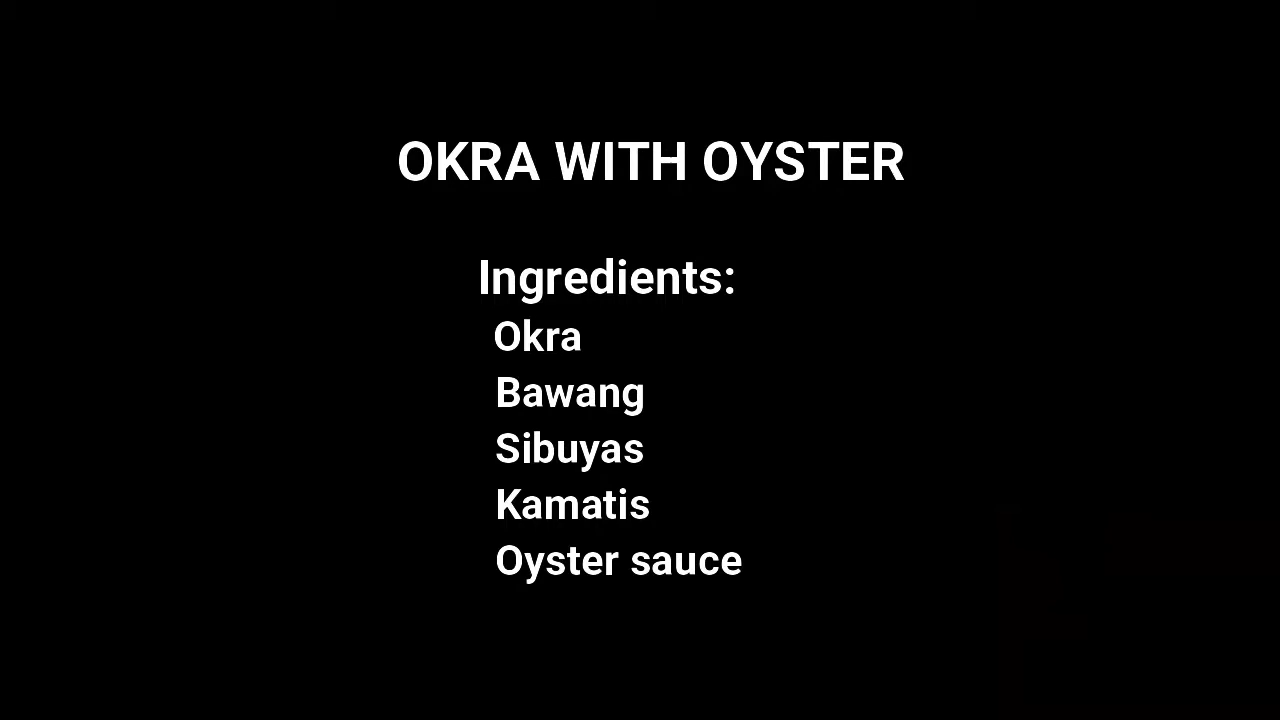 OKRA WITH OYSTER
Ingredients:
Okra
Bawang
Sibuyas
Kamatis
Oyster sauce